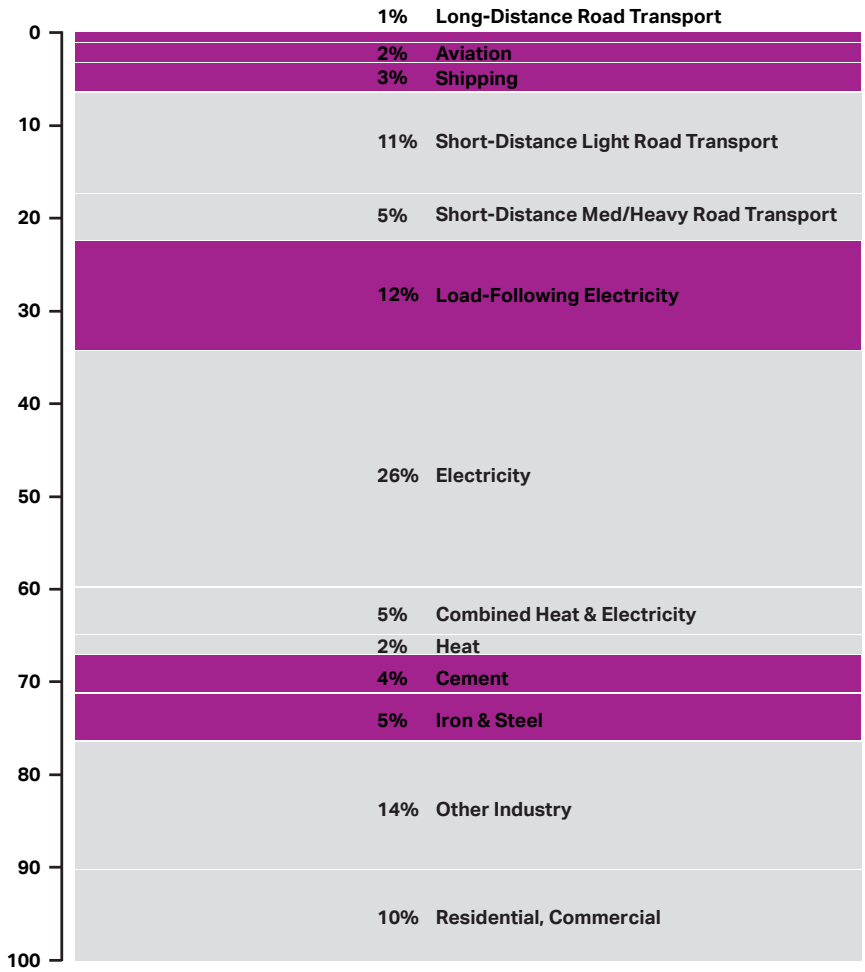 1% Long-Distance Road Transport
0
2% Aviation
3% Shipping
10
11% Short-Distance Light Road Transport
5% Short-Distance Med/Heavy Road Transport
20
12% Load-Following Electricity
30
40
26% Electricity
50
60
5% Combined Heat & Electricity
2% Heat
4% Cement
70
5% Iron & Steel
80
14% Other Industry
90
10% Residential, Commercial
100